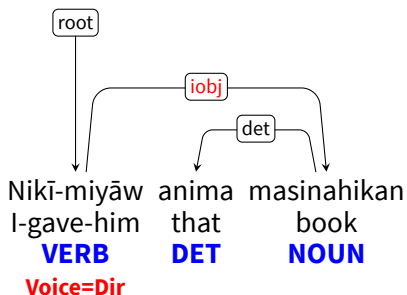 root
iobj
det
Nikī-miyāw anima masinahikan
I-gave-him that book
VERB DET NOUN
Voice=Dir